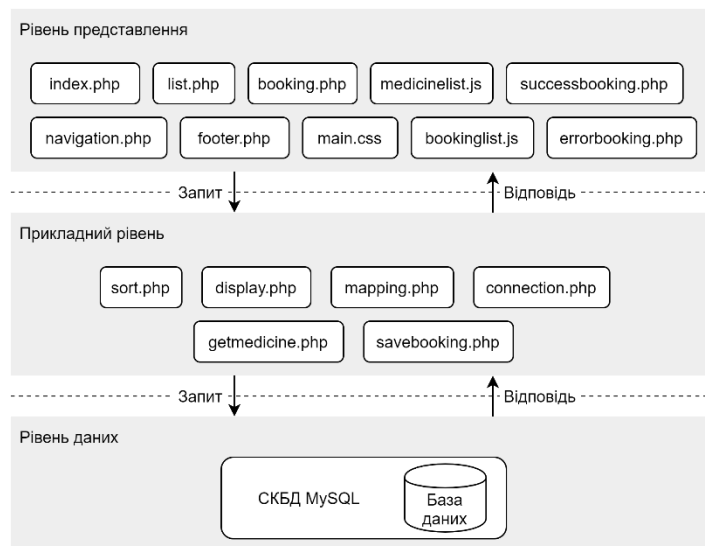 Рівень представлення
index.php list.php booking.php medicinelist.js successbooking.php
navigation.php footer.php main.css bookinglist.js errorbooking.php
Запит Відповідь
Прикладний рівень
sort.php display.php mapping.php connection.php
getmedicine.php savebooking.php
Запит Відповідь
Рівень даних
СКБД MySQL
База
даних